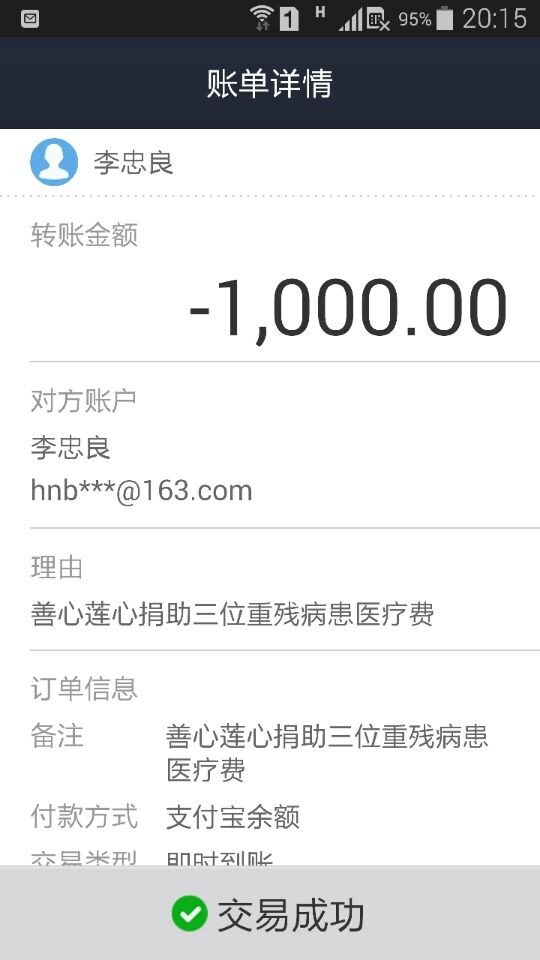 1 H 95% 20:15
账单详情
李忠良
转账金额
-1,000.00
对方账户
李忠良
hnb***@163.com
理由
善心莲心捐助三位重残病患医疗费
订单信息
备注 善心莲心捐助三位重残病患
医疗费
付款方式 支付宝余额
交易类型 即时到账
交易成功